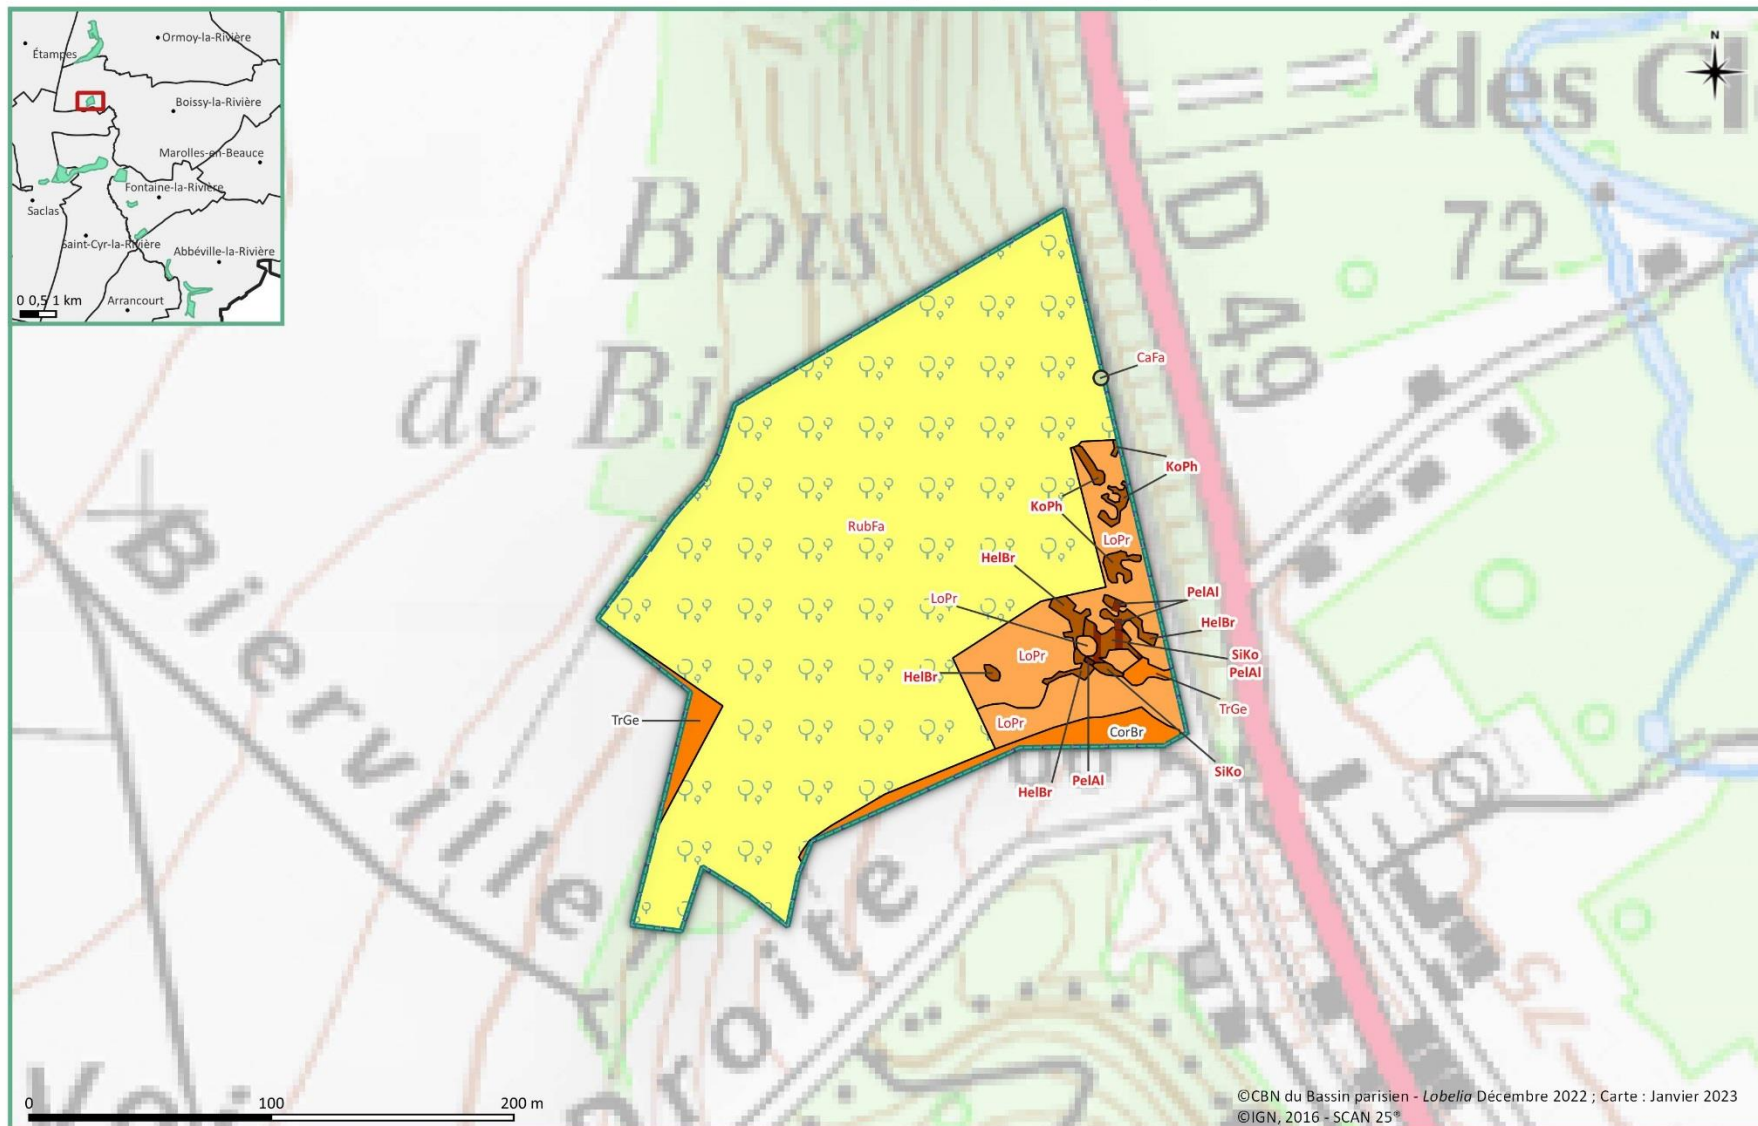 Ormoy-la-Rivière
Étampes
Boissy-la-Rivière
Marolles-en-Beauce
Fontaine-la-Rivière
Saclas
Saint-Cyr-la-Rivière
Abbéville-la-Rivière
0 0,5 1 km
Arrancourt
N
des Cl
Bois
D
72
49
de Bi
CaFa
KoPh
KoPh
RubFa
LoPr
HelBr
PelAl
LoPr
HelBr
LoPr
SiKo
HelBr
PelAl
TrGe
TrGe
LoPr
CorBr
SiKo
PelAl
HelBr
Bierville
roite
75
0 100 200 m
©CBN du Bassin parisien - Lobelia Décembre 2022 ; Carte : Janvier 2023
©IGN, 2016 - SCAN 25®